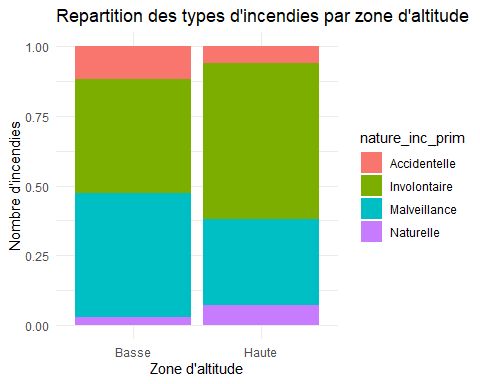 Repartition des types d'incendies par zone d'altitude
Nombre d'incendies
1.00
0.75
0.50
0.25
0.00
Basse
Haute
Zone d'altitude
nature_inc_prim
Accidentelle
Involontaire
Malveillance
Naturelle